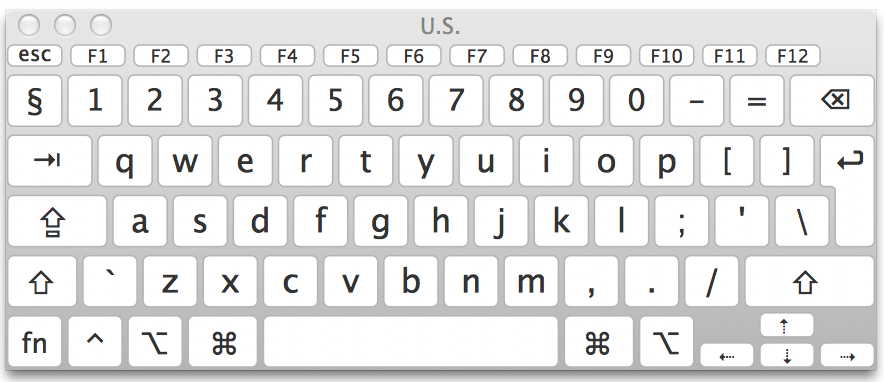 U.S.
esc F1 F2 F3 F4 F5 F6 F7 F8 F9 F10 F11 F12
§ 1 2 3 4 5 6 7 8 9 0 - = ⌫
⇥ q w e r t y u i o p [ ] ↩
⇪ a s d f g h j k l ; ' \
⇧ ` z x c v b n m , . / ⇧
fn ^ ⌥ ⌘ ⌘ ⌥ ⇠ ⇡ ⇣ ⇢